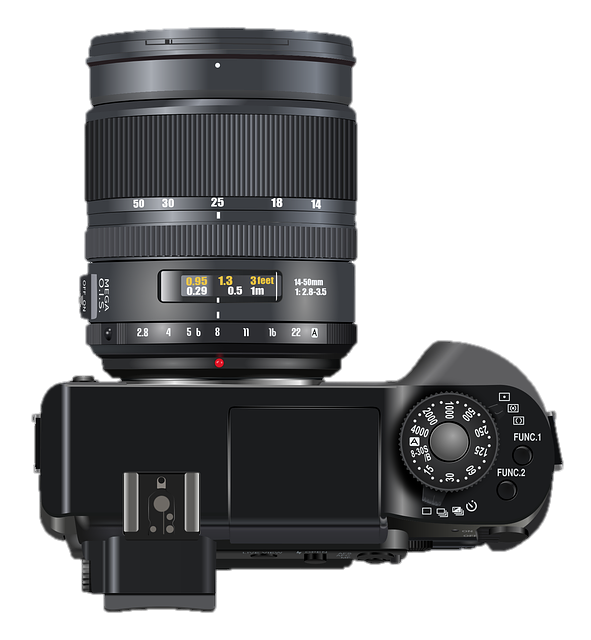 50 30 25 18 14
0.95 1.3 3 feet
0.29 0.5 1m
14-50mm
1: 2.8-3.5
MEGA
O.I.S.
OFF ON
2.8 4 5 6 8 11 16 22 A
1000 500 250 125 60 30 15 8-30S B A 4000 2000
FUNC.1
FUNC.2